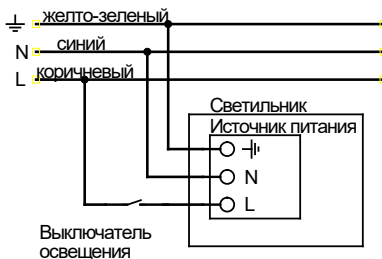 желто-зеленый
N синий
L коричневый
Светильник
Источник питания
N
L
Выключатель
освещения